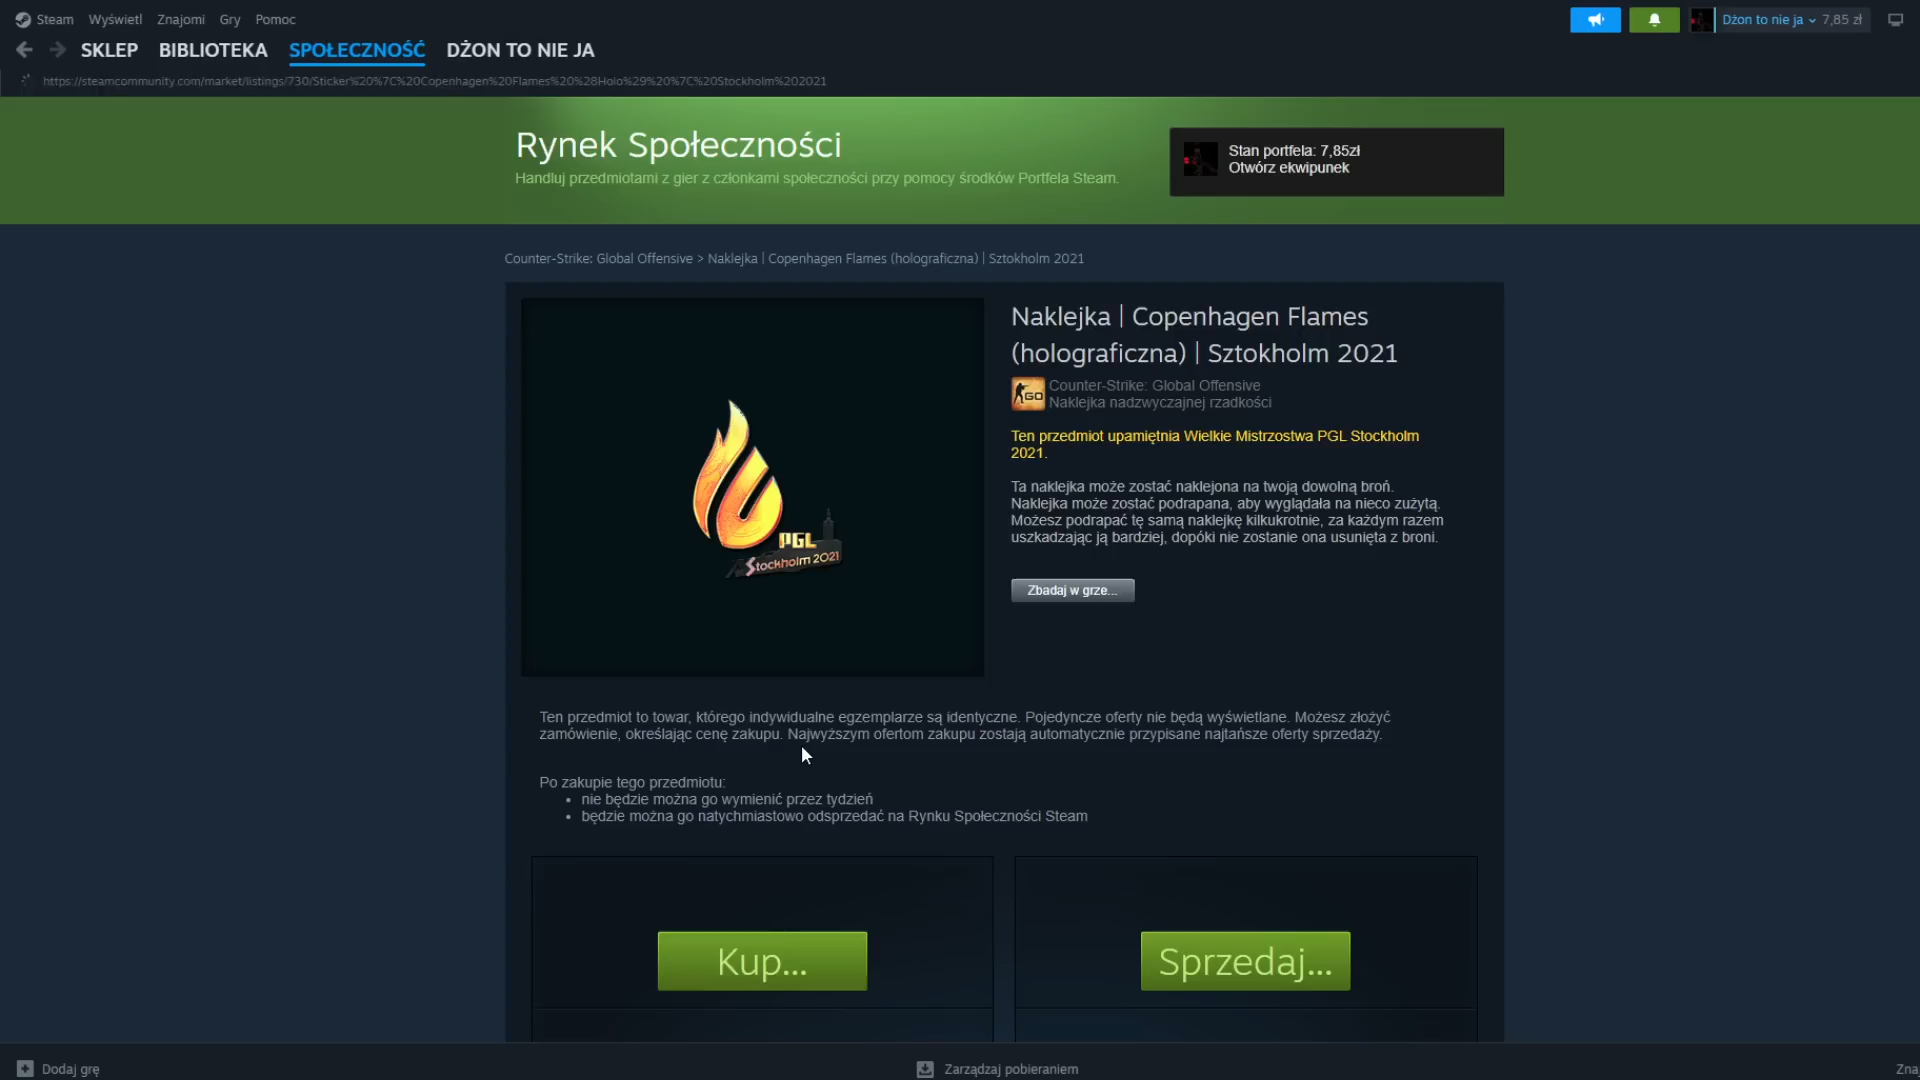 Steam Wyświetl Znajomi Gry Pomoc
Dżon to nie ja 7,85 zł
SKLEP BIBLIOTEKA SPOŁECZNOŚĆ DŻON TO NIE JA
https://steamcommunity.com/market/listings/730/Sticker%20%7C%20Copenhagen%20Flames%20%28Holo%29%20%7C%20Stockholm%202021
Rynek Społeczności
Handluj przedmiotami z gier z członkami społeczności przy pomocy środków Portfela Steam.
Stan portfela: 7,85zł
Otwórz ekwipunek
Counter-Strike: Global Offensive > Naklejka | Copenhagen Flames (holograficzna) | Sztokholm 2021
PGL
Stockholm 2021
Naklejka | Copenhagen Flames
(holograficzna) | Sztokholm 2021
GO
Counter-Strike: Global Offensive
Naklejka nadzwyczajnej rzadkości
Ten przedmiot upamiętnia Wielkie Mistrzostwa PGL Stockholm
2021.
Ta naklejka może zostać naklejona na twoją dowolną broń.
Naklejka może zostać podrapana, aby wyglądała na nieco zużytą.
Możesz podrapać tę samą naklejkę kilkukrotnie, za każdym razem
uszkadzając ją bardziej, dopóki nie zostanie ona usunięta z broni.
Zbadaj w grze...
Ten przedmiot to towar, którego indywidualne egzemplarze są identyczne. Pojedyncze oferty nie będą wyświetlane. Możesz złożyć
zamówienie, określając cenę zakupu. Najwyższym ofertom zakupu zostają automatycznie przypisane najtańsze oferty sprzedaży.
Po zakupie tego przedmiotu:
• nie będzie można go wymienić przez tydzień
• będzie można go natychmiastowo odsprzedać na Rynku Społeczności Steam
Kup...
Sprzedaj...
Dodaj grę
Zarządzaj pobieraniem
Zna